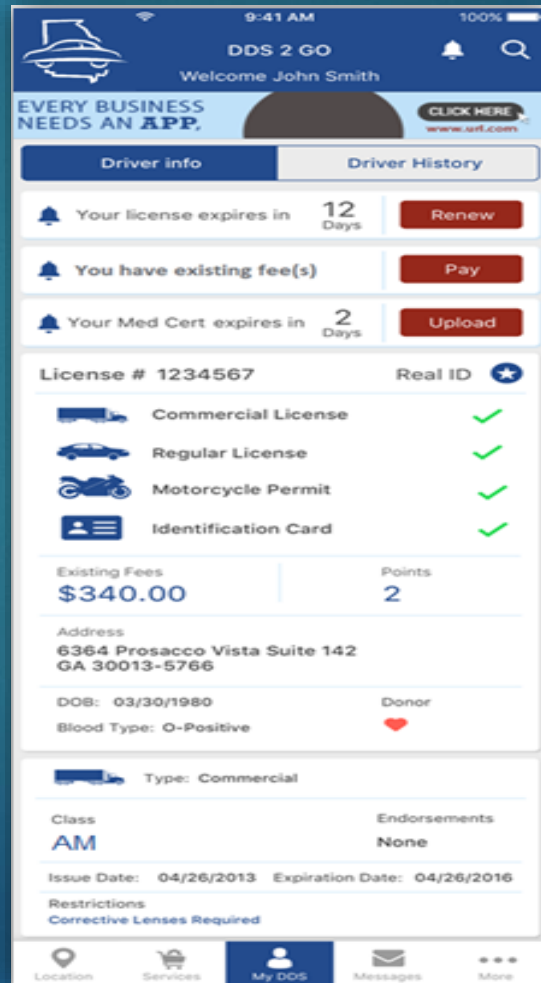 9:41 AM 100%
DDS 2 GO
Welcome John Smith
EVERY BUSINESS
NEEDS AN APP,
CLICK HERE
www.url.com
Driver info Driver History
Your license expires in 12 Days Renew
You have existing fee(s) Pay
Your Med Cert expires in 2 Days Upload
License # 1234567 Real ID
Commercial License
Regular License
Motorcycle Permit
Identification Card
Existing Fees Points
$340.00 2
Address
6364 Prosacco Vista Suite 142
GA 30013-5766
DOB: 03/30/1980 Donor
Blood Type: O-Positive
Type: Commercial
Class Endorsements
AM None
Issue Date: 04/26/2013 Expiration Date: 04/26/2016
Restrictions
Corrective Lenses Required
Location Services My DDS Messages More